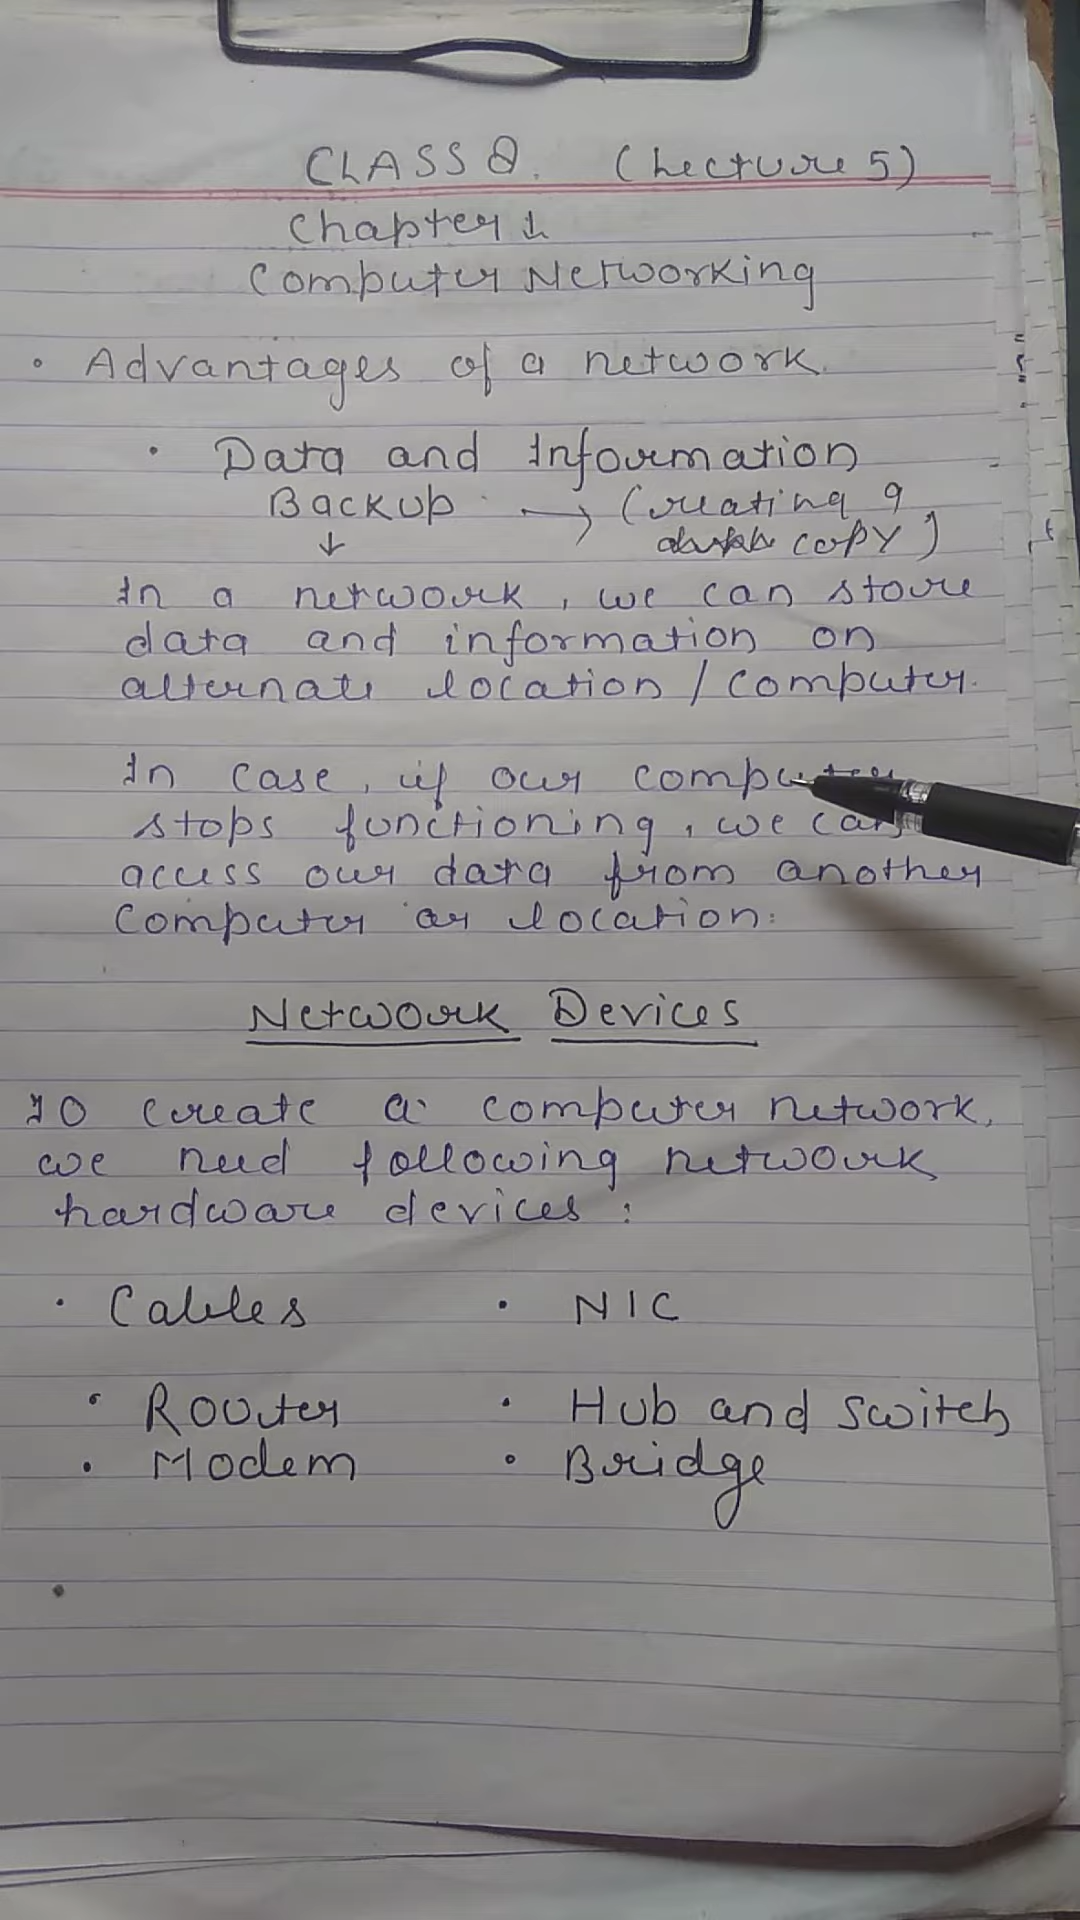 CLASS 8. (Lecture 5)
Chapter 1
Computer Networking
• Advantages of a network.
• Data and Information
Backup → (Creating a
↓ copy)
In a network, we can store
data and information on
alternate location / computer.
In case, if our computer
stops functioning, we can
access our data from another
Computer or location.
Network Devices
To create a computer network,
we need following network
hardware devices :
• Cables • NIC
• Router • Hub and Switch
• Modem • Bridge